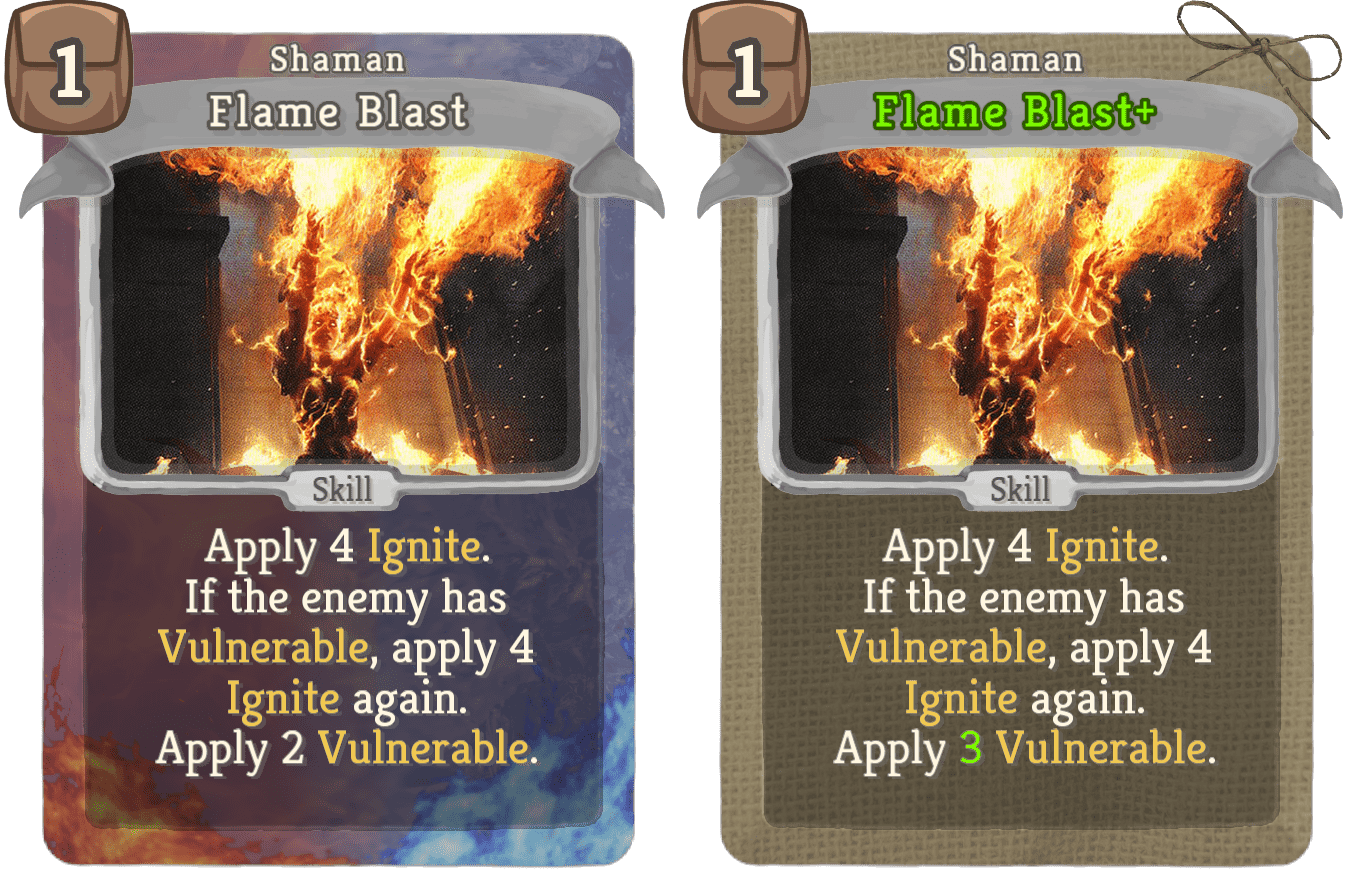 1
Shaman
Flame Blast
Skill
Apply 4 Ignite.
If the enemy has
Vulnerable, apply 4
Ignite again.
Apply 2 Vulnerable.
1
Shaman
Flame Blast+
Skill
Apply 4 Ignite.
If the enemy has
Vulnerable, apply 4
Ignite again.
Apply 3 Vulnerable.